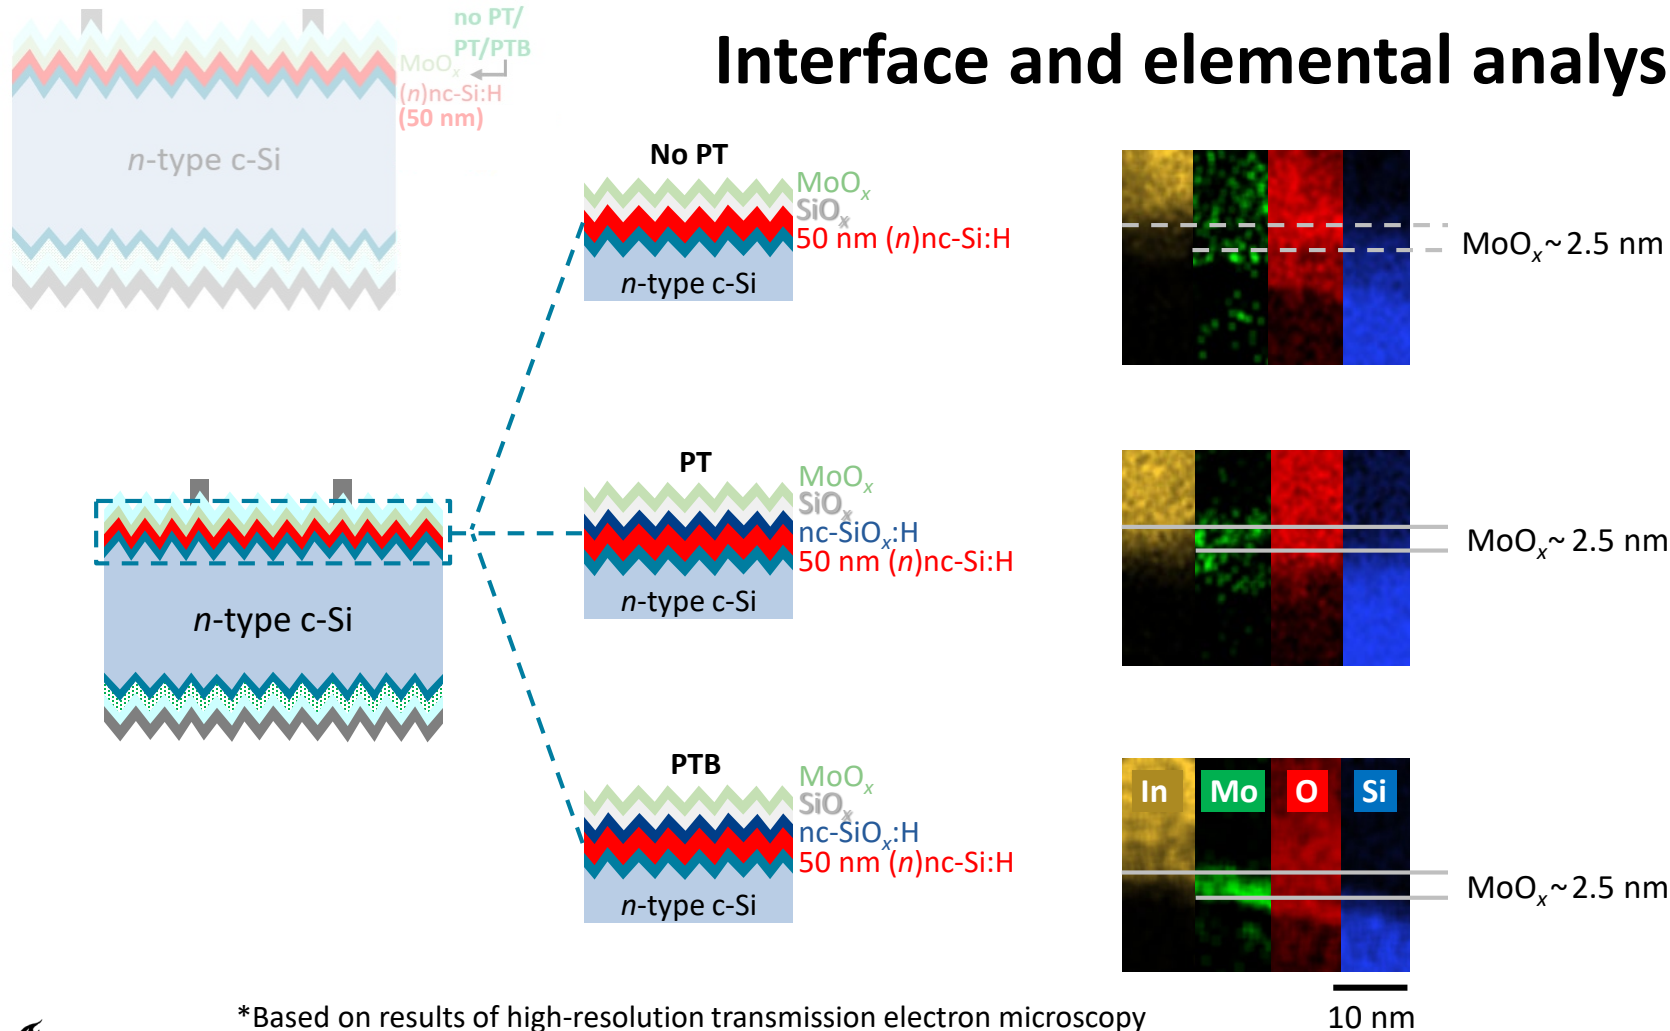 no PT/
PT/PTB
MoOₓ
(n)nc-Si:H
(50 nm)
n-type c-Si
Interface and elemental analys
No PT
MoOₓ
SiOₓ
50 nm (n)nc-Si:H
n-type c-Si
MoOₓ~2.5 nm
n-type c-Si
PT
MoOₓ
SiOₓ
nc-SiOₓ:H
50 nm (n)nc-Si:H
n-type c-Si
MoOₓ~2.5 nm
PTB
MoOₓ
SiOₓ
nc-SiOₓ:H
50 nm (n)nc-Si:H
n-type c-Si
In Mo O Si
MoOₓ~2.5 nm
10 nm
*Based on results of high-resolution transmission electron microscopy